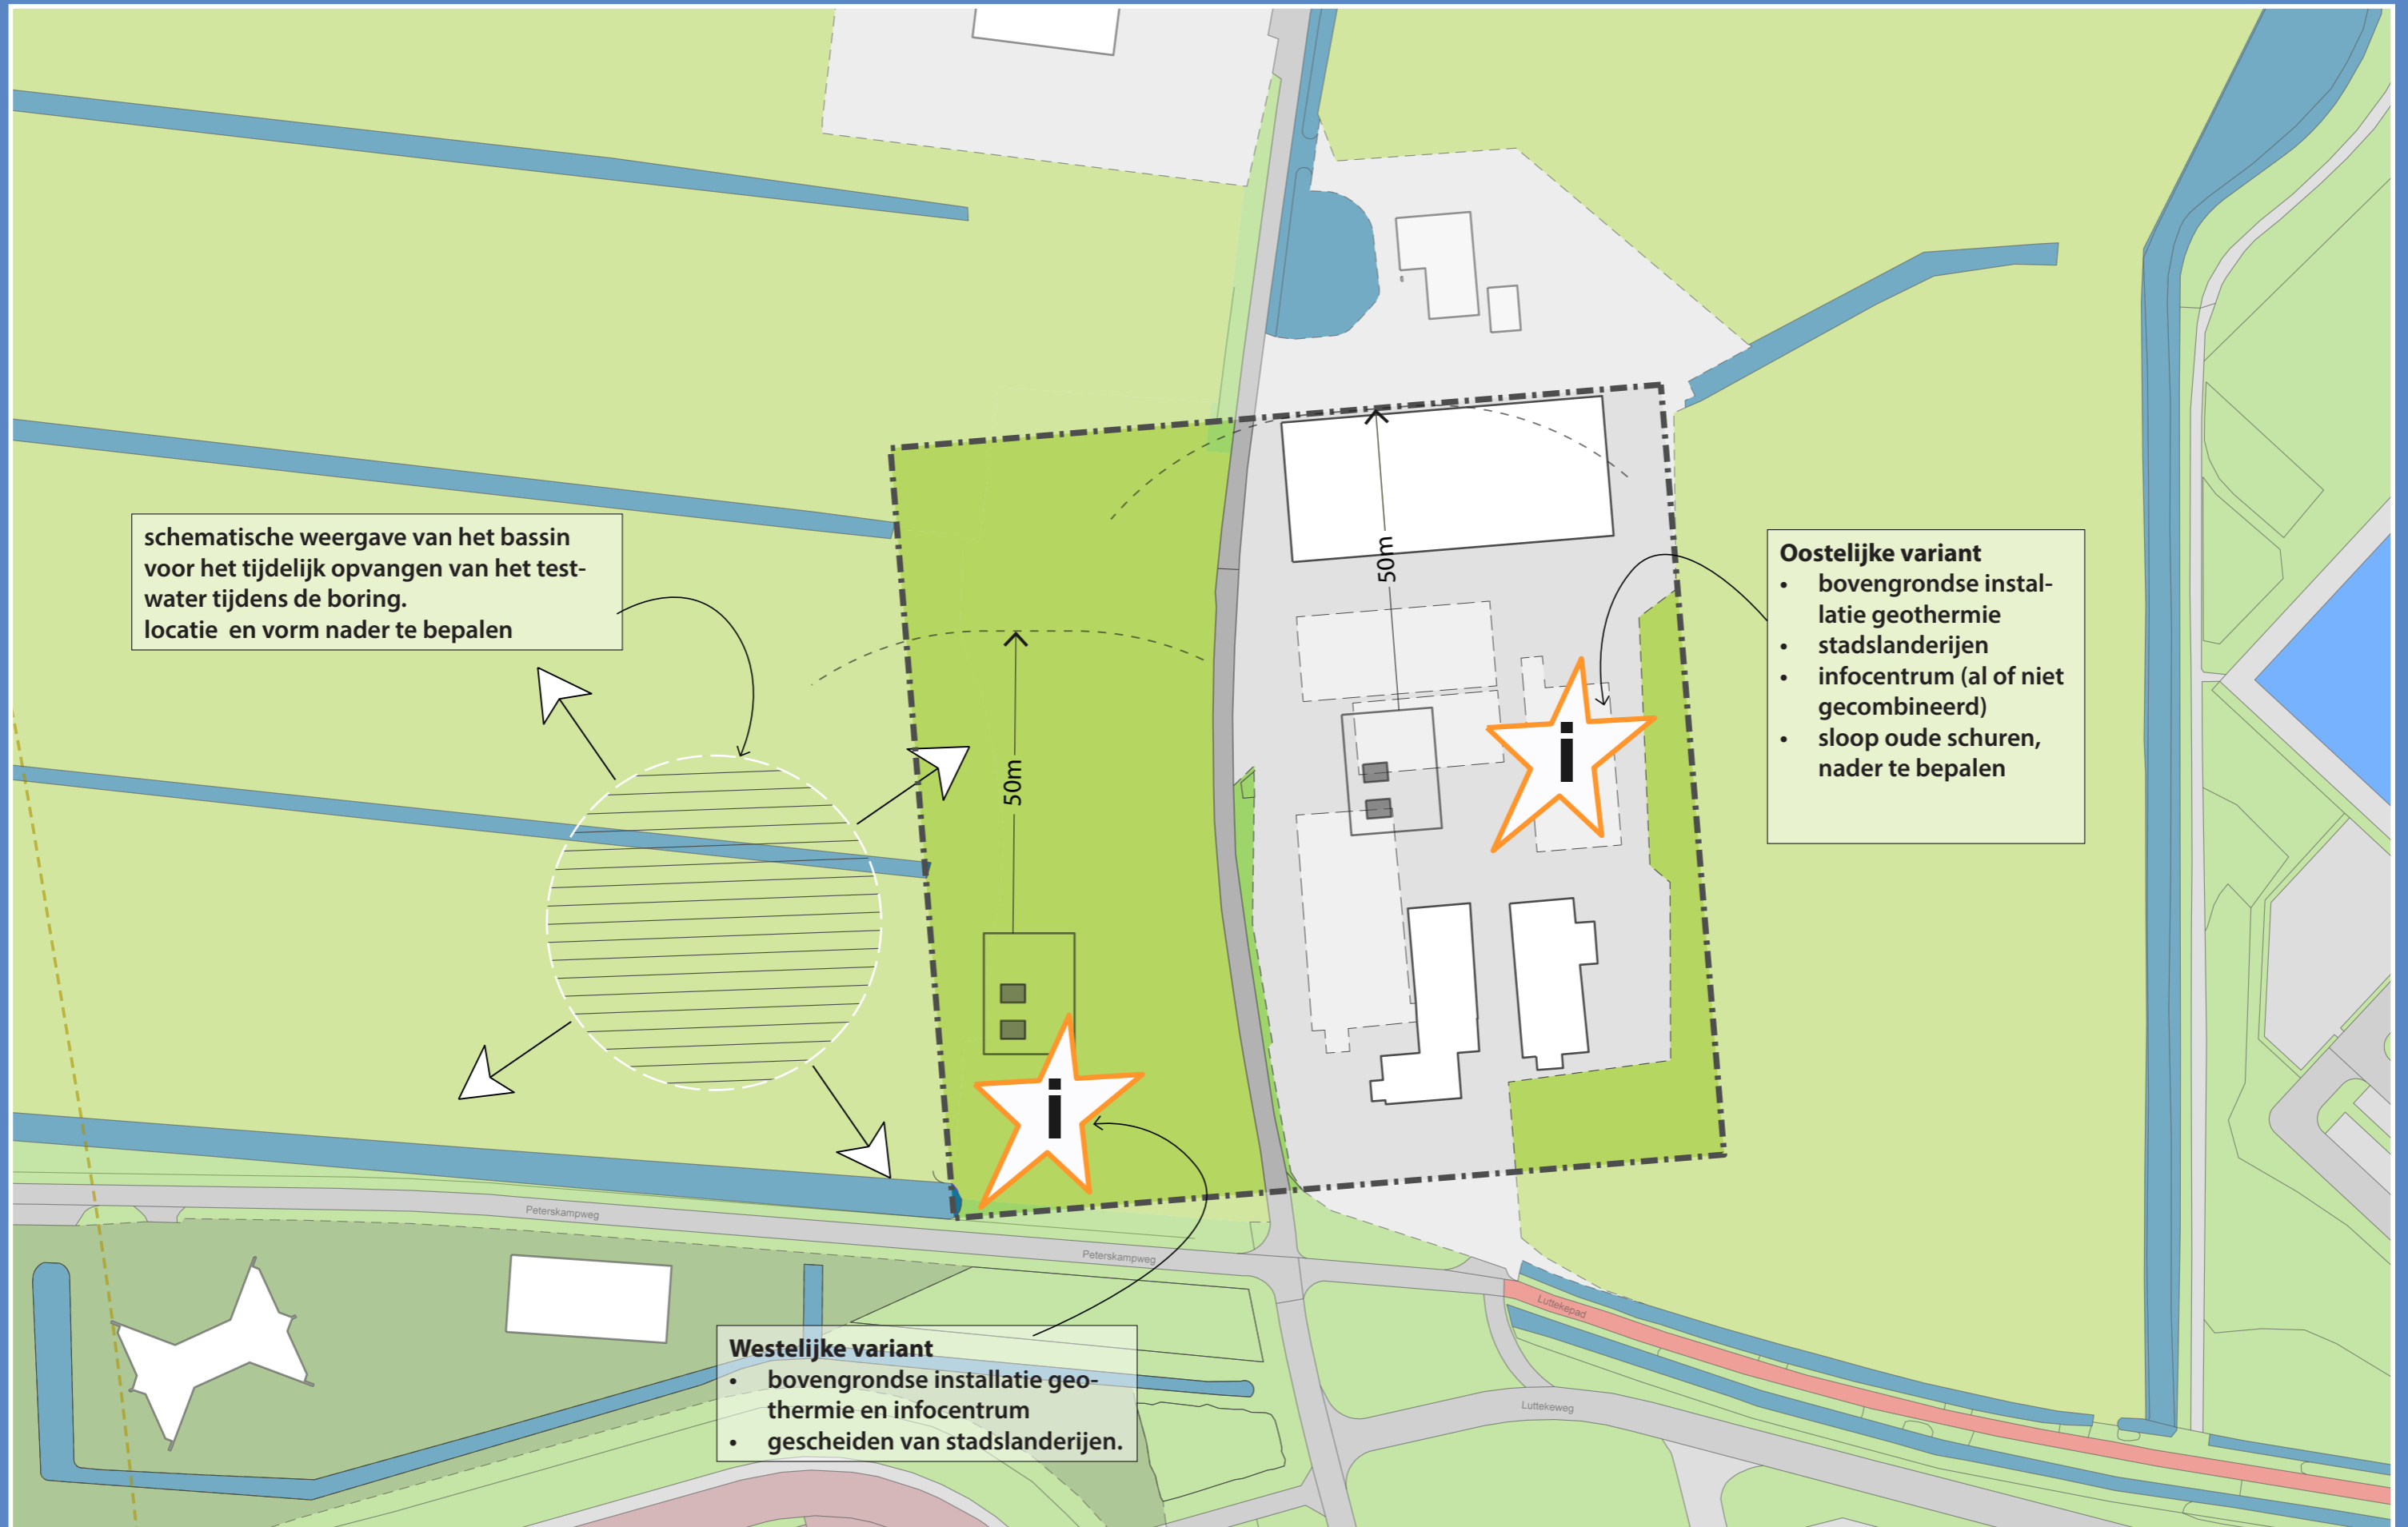 schematische weergave van het bassin
voor het tijdelijk opvangen van het test-
water tijdens de boring.
locatie en vorm nader te bepalen
50m
50m
Oostelijke variant
• bovengrondse instal-
latie geothermie
• stadslanderijen
• infocentrum (al of niet
gecombineerd)
• sloop oude schuren,
nader te bepalen
i
i
Peterskampweg
Peterskampweg
Luttekepad
Luttekeweg
Westelijke variant
• bovengrondse installatie geo-
thermie en infocentrum
• gescheiden van stadslanderijen.